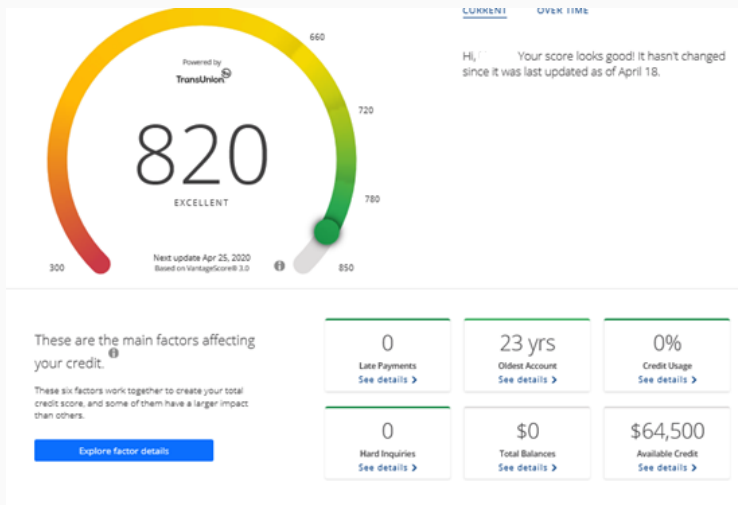 CURRENT OVER TIME
660
Powered by
TransUnion
Hi, Your score looks good! It hasn't changed
since it was last updated as of April 18.
720
820
EXCELLENT
780
Next update Apr 25, 2020
Based on VantageScore® 3.0
300
850
These are the main factors affecting
your credit.
These six factors work together to create your total
credit score, and some of them have a larger impact
than others.
Explore factor details
0
Late Payments
See details >
23 yrs
Oldest Account
See details >
0%
Credit Usage
See details >
0
Hard Inquiries
See details >
$0
Total Balances
See details >
$64,500
Available Credit
See details >